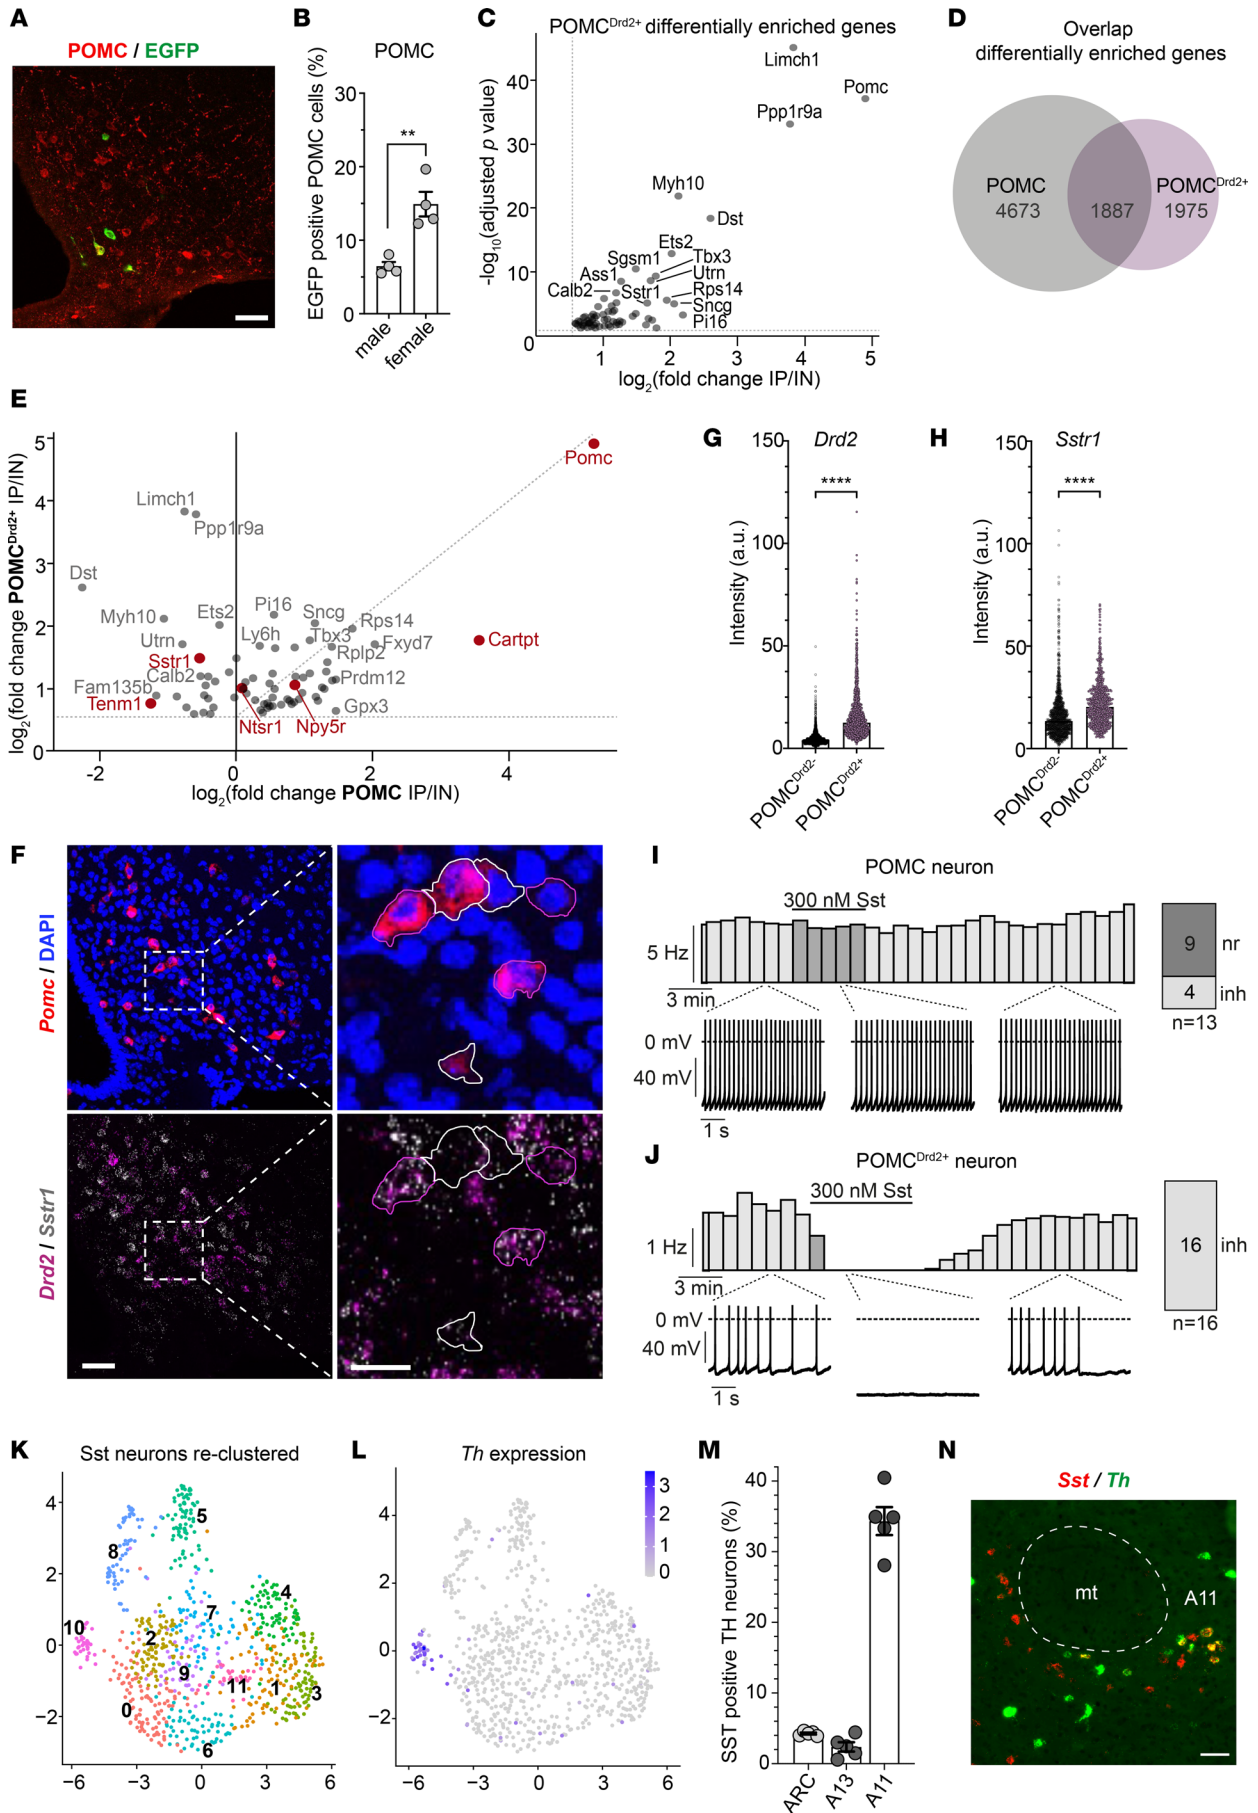 A
POMC / EGFP
B
POMC
EGFP positive POMC cells (%)
30
20
10
0
**
male
female
C
POMCDrd2+ differentially enriched genes
-log10(adjusted p value)
40
30
20
10
0
Limch1
Pomc
Ppp1r9a
Myh10
Dst
Ets2
Sgsm1
Tbx3
Ass1
Utrn
Calb2
Sstr1
Rps14
Sncg
Pi16
1 2 3 4 5
log2(fold change IP/IN)
D
Overlap
differentially enriched genes
POMC
4673
1887
POMCDrd2+
1975
E
log2(fold change POMCDrd2+ IP/IN)
5
4
3
2
1
0
Pomc
Limch1
Ppp1r9a
Dst
Myh10
Ets2
Pi16
Sncg
Rps14
Utrn
Ly6h
Tbx3
Fxyd7
Cartpt
Sstr1
Rplp2
Calb2
Prdm12
Fam135b
Tenm1
Ntsr1
Npy5r
Gpx3
-2 0 2 4
log2(fold change POMC IP/IN)
G
Drd2
Intensity (a.u.)
150
100
50
0
****
POMCDrd2-
POMCDrd2+
H
Sstr1
Intensity (a.u.)
150
100
50
0
****
POMCDrd2-
POMCDrd2+
F
Pomc / DAPI
Drd2 / Sstr1
I
POMC neuron
300 nM Sst
5 Hz
3 min
0 mV
40 mV
1 s
9 nr
4 inh
n=13
J
POMCDrd2+ neuron
300 nM Sst
1 Hz
3 min
0 mV
40 mV
1 s
16 inh
n=16
K
Sst neurons re-clustered
4
2
0
−2
5
8
4
10
7
2
9
11
1
3
0
6
−6 −3 0 3 6
L
Th expression
3
2
1
0
4
2
0
−2
−6 −3 0 3 6
M
SST positive TH neurons (%)
40
30
20
10
0
ARC
A13
A11
N
Sst / Th
mt
A11